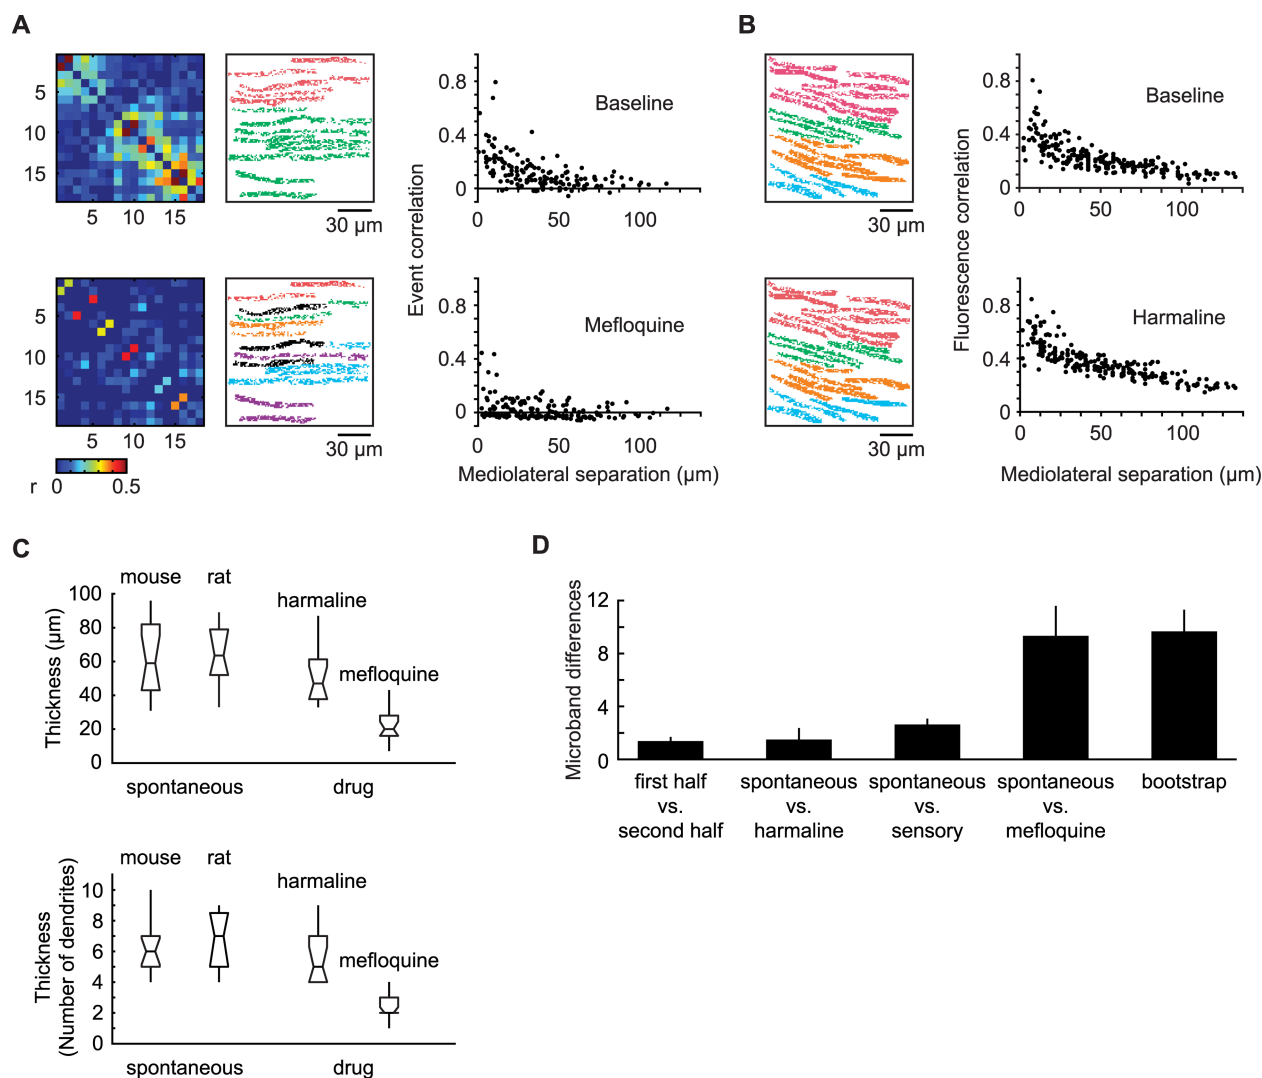 A
5
10
15
5 10 15
30 µm
Event correlation
0.8
0.4
0
Baseline
0 50 100
5
10
15
5 10 15
r 0 0.5
30 µm
0.8
0.4
0
Mefloquine
0 50 100
Mediolateral separation (µm)
B
30 µm
Fluorescence correlation
0.8
0.4
0
Baseline
0 50 100
30 µm
0.8
0.4
0
Harmaline
0 50 100
Mediolateral separation (µm)
C
mouse rat
harmaline
mefloquine
Thickness (µm)
100
80
60
40
20
0
spontaneous drug
mouse rat
harmaline
mefloquine
Thickness
(Number of dendrites)
10
8
6
4
2
0
spontaneous drug
D
Microband differences
12
8
4
0
first half
vs.
second half
spontaneous
vs.
harmaline
spontaneous
vs.
sensory
spontaneous
vs.
mefloquine
bootstrap